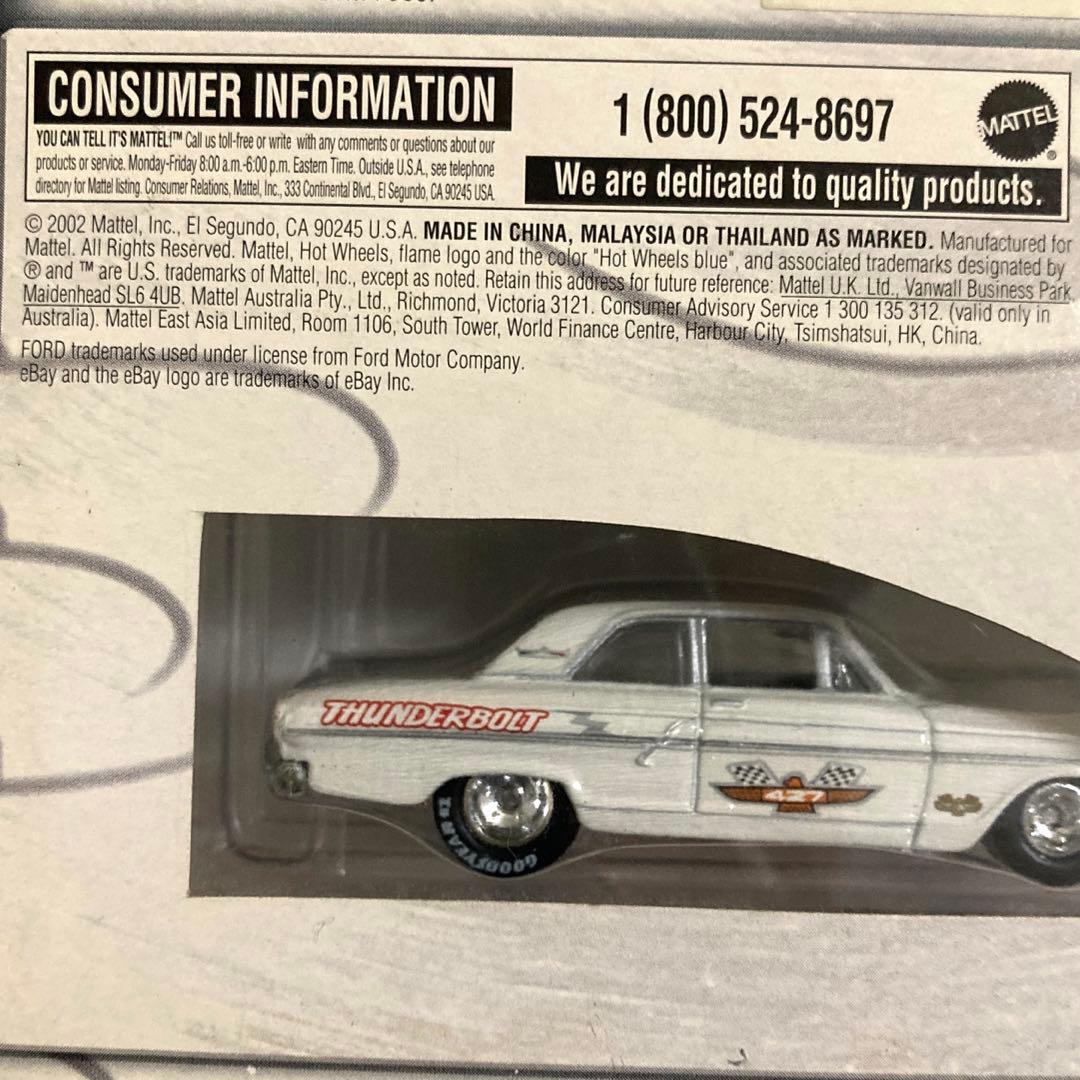 CONSUMER INFORMATION
YOU CAN TELL IT'S MATTEL!™ Call us toll-free or write with any comments or questions about our
products or service. Monday-Friday 8:00 a.m.-6:00 p.m. Eastern Time. Outside U.S.A., see telephone
directory for Mattel listing. Consumer Relations, Mattel, Inc., 333 Continental Blvd., El Segundo, CA 90245 USA.
1 (800) 524-8697
We are dedicated to quality products.
MATTEL®
© 2002 Mattel, Inc., El Segundo, CA 90245 U.S.A. MADE IN CHINA, MALAYSIA OR THAILAND AS MARKED. Manufactured for
Mattel. All Rights Reserved. Mattel, Hot Wheels, flame logo and the color "Hot Wheels blue", and associated trademarks designated by
® and ™ are U.S. trademarks of Mattel, Inc., except as noted. Retain this address for future reference: Mattel U.K. Ltd., Vanwall Business Park,
Maidenhead SL6 4UB. Mattel Australia Pty., Ltd., Richmond, Victoria 3121. Consumer Advisory Service 1 300 135 312. (valid only in
Australia). Mattel East Asia Limited, Room 1106, South Tower, World Finance Centre, Harbour City, Tsimshatsui, HK, China.
FORD trademarks used under license from Ford Motor Company.
eBay and the eBay logo are trademarks of eBay Inc.
THUNDERBOLT
427
GOODYEAR